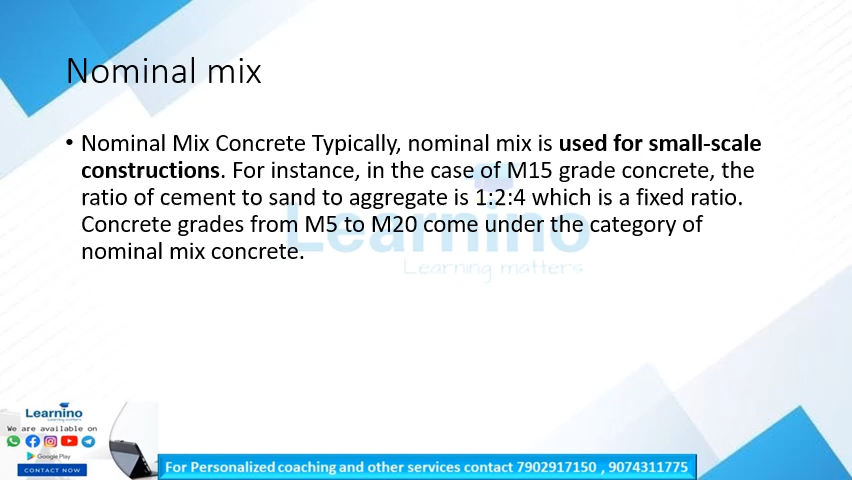 Nominal mix
• Nominal Mix Concrete Typically, nominal mix is used for small-scale
constructions. For instance, in the case of M15 grade concrete, the
ratio of cement to sand to aggregate is 1:2:4 which is a fixed ratio.
Concrete grades from M5 to M20 come under the category of
nominal mix concrete.
Learnino
Learning matters
Learnino
Learning matters
We are available on
Google Play
CONTACT NOW
For Personalized coaching and other services contact 7902917150 , 9074311775